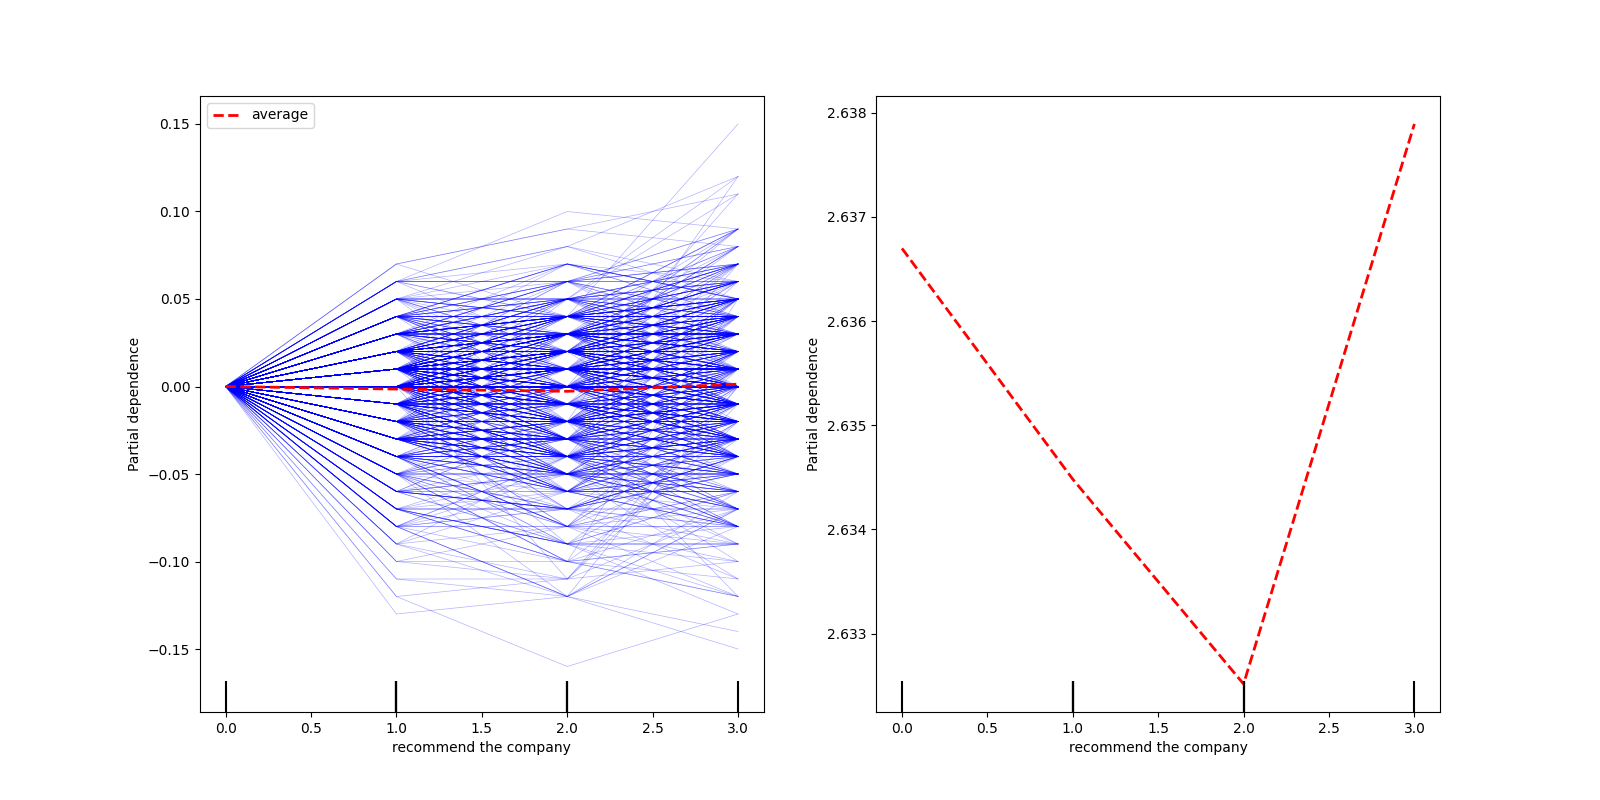 average
0.15
0.10
0.05
0.00
−0.05
−0.10
−0.15
Partial dependence
0.0 0.5 1.0 1.5 2.0 2.5 3.0
recommend the company
2.638
2.637
2.636
2.635
2.634
2.633
Partial dependence
0.0 0.5 1.0 1.5 2.0 2.5 3.0
recommend the company